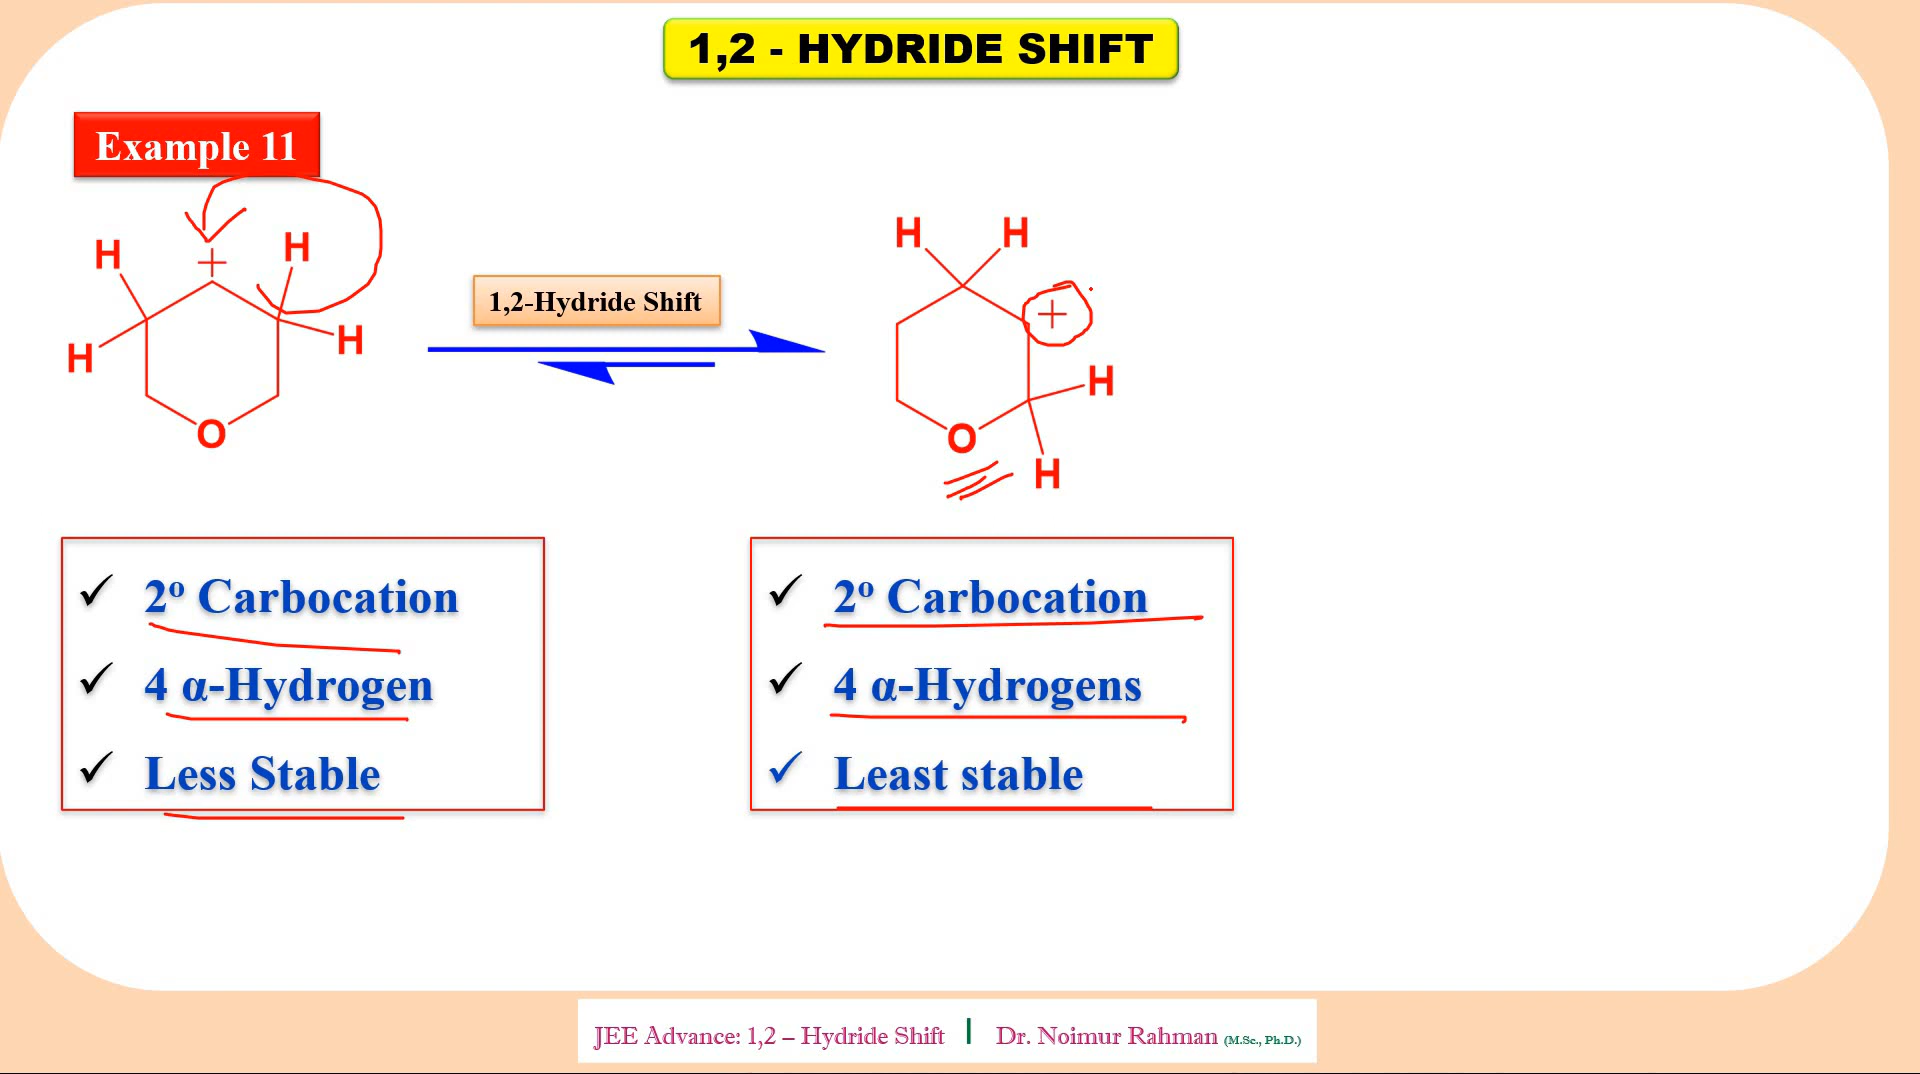 1,2 - HYDRIDE SHIFT
Example 11
H
H
+
H
H
O
1,2-Hydride Shift
H
H
+
H
H
O
✓ 2º Carbocation
✓ 4 α-Hydrogen
✓ Less Stable
✓ 2º Carbocation
✓ 4 α-Hydrogens
✓ Least stable
JEE Advance: 1,2 – Hydride Shift | Dr. Noimur Rahman (M.Sc., Ph.D.)